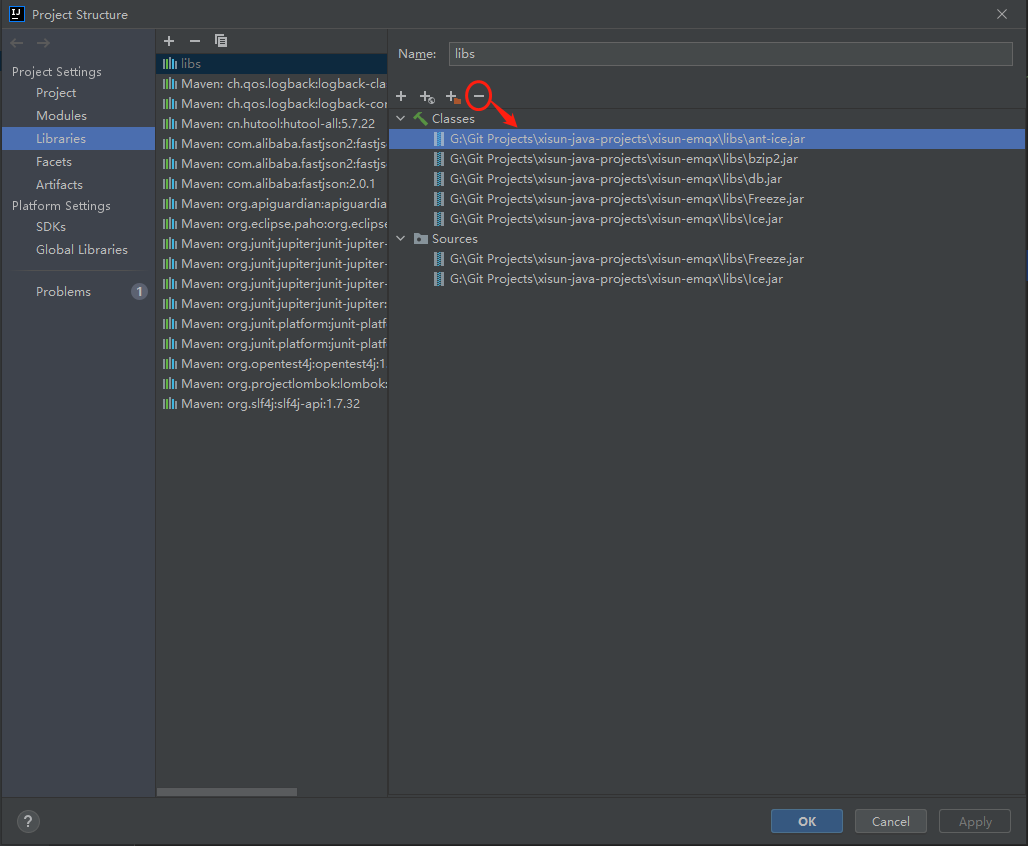 Project Structure
Project Settings
Project
Modules
Libraries
Facets
Artifacts
Platform Settings
SDKs
Global Libraries
Problems 1
libs
Maven: ch.qos.logback:logback-cla
Maven: ch.qos.logback:logback-cor
Maven: cn.hutool:hutool-all:5.7.22
Maven: com.alibaba.fastjson2:fastjs
Maven: com.alibaba.fastjson2:fastjs
Maven: com.alibaba:fastjson:2.0.1
Maven: org.apiguardian:apiguardia
Maven: org.eclipse.paho:org.eclipse
Maven: org.junit.jupiter:junit-jupiter-
Maven: org.junit.jupiter:junit-jupiter-
Maven: org.junit.jupiter:junit-jupiter-
Maven: org.junit.jupiter:junit-jupiter:
Maven: org.junit.platform:junit-platf
Maven: org.junit.platform:junit-platf
Maven: org.opentest4j:opentest4j:1.
Maven: org.projectlombok:lombok:
Maven: org.slf4j:slf4j-api:1.7.32
Name: libs
Classes
G:\Git Projects\xisun-java-projects\xisun-emqx\libs\ant-ice.jar
G:\Git Projects\xisun-java-projects\xisun-emqx\libs\bzip2.jar
G:\Git Projects\xisun-java-projects\xisun-emqx\libs\db.jar
G:\Git Projects\xisun-java-projects\xisun-emqx\libs\Freeze.jar
G:\Git Projects\xisun-java-projects\xisun-emqx\libs\Ice.jar
Sources
G:\Git Projects\xisun-java-projects\xisun-emqx\libs\Freeze.jar
G:\Git Projects\xisun-java-projects\xisun-emqx\libs\Ice.jar
? OK Cancel Apply